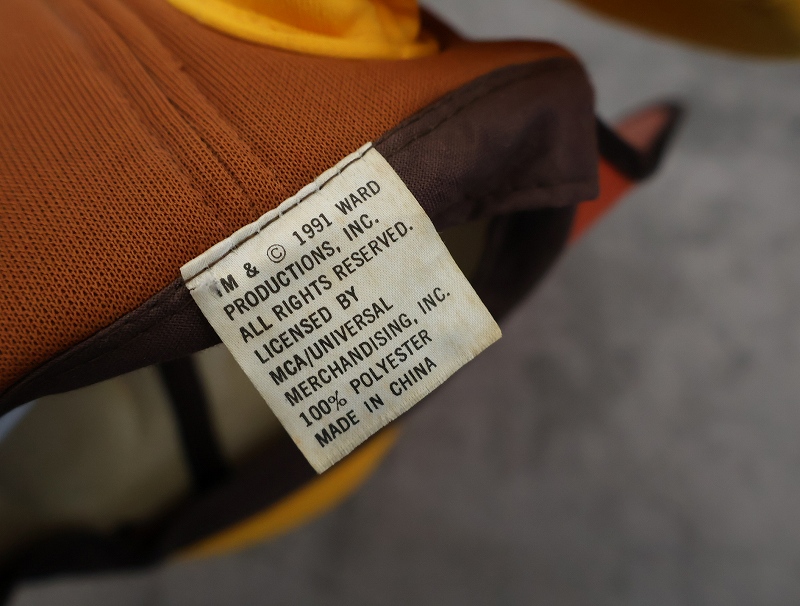 TM & © 1991 WARD
PRODUCTIONS, INC.
ALL RIGHTS RESERVED.
LICENSED BY
MCA/UNIVERSAL
MERCHANDISING, INC.
100% POLYESTER
MADE IN CHINA